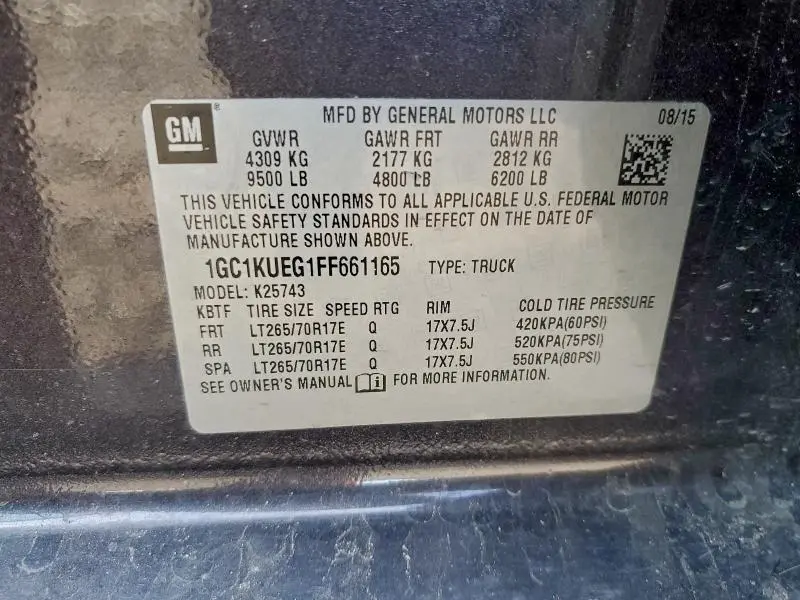 GM
MFD BY GENERAL MOTORS LLC 08/15
GVWR GAWR FRT GAWR RR
4309 KG 2177 KG 2812 KG
9500 LB 4800 LB 6200 LB
THIS VEHICLE CONFORMS TO ALL APPLICABLE U.S. FEDERAL MOTOR
VEHICLE SAFETY STANDARDS IN EFFECT ON THE DATE OF
MANUFACTURE SHOWN ABOVE.
1GC1KUEG1FF661165 TYPE: TRUCK
MODEL: K25743
KBTF TIRE SIZE SPEED RTG RIM COLD TIRE PRESSURE
FRT LT265/70R17E Q 17X7.5J 420KPA(60PSI)
RR LT265/70R17E Q 17X7.5J 520KPA(75PSI)
SPA LT265/70R17E Q 17X7.5J 550KPA(80PSI)
SEE OWNER'S MANUAL FOR MORE INFORMATION.